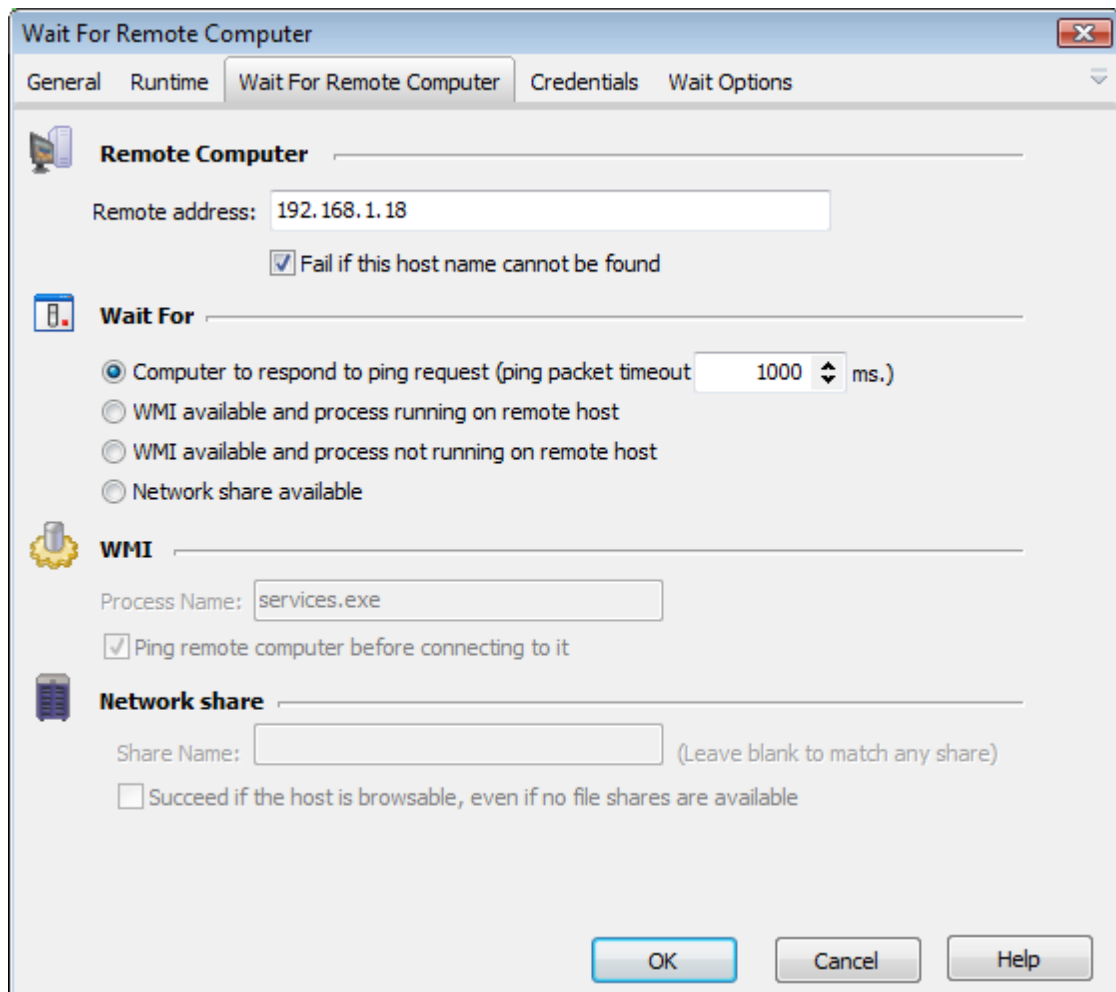 Wait For Remote Computer
General Runtime Wait For Remote Computer Credentials Wait Options
Remote Computer
Remote address: 192.168.1.18
Fail if this host name cannot be found
Wait For
Computer to respond to ping request (ping packet timeout 1000 ms.)
WMI available and process running on remote host
WMI available and process not running on remote host
Network share available
WMI
Process Name: services.exe
Ping remote computer before connecting to it
Network share
Share Name: (Leave blank to match any share)
Succeed if the host is browsable, even if no file shares are available
OK Cancel Help